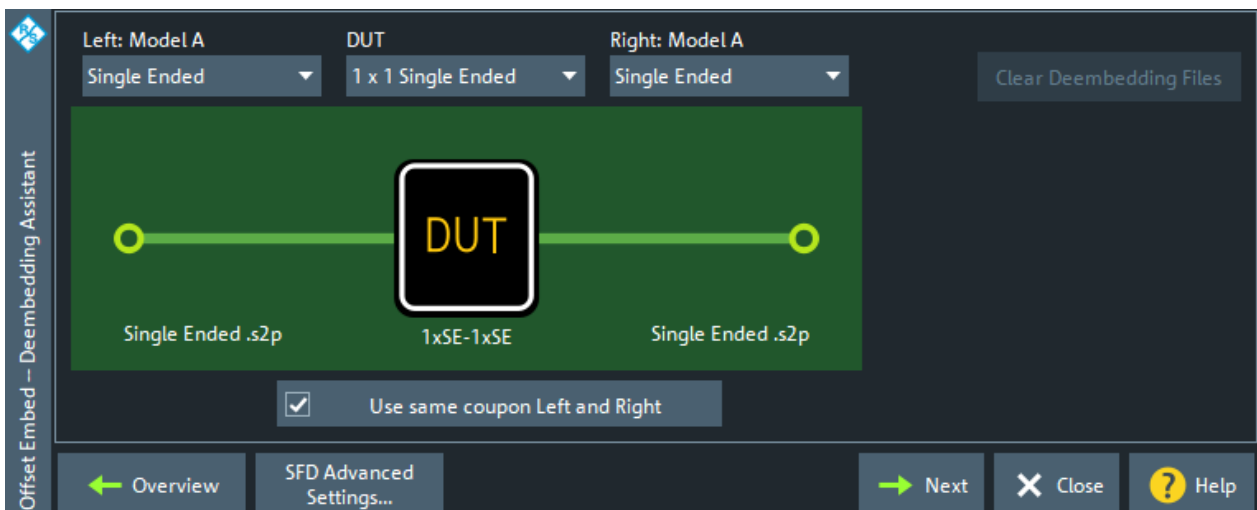 R&S
Left: Model A
DUT
Right: Model A
Single Ended
1 x 1 Single Ended
Single Ended
Clear Deembedding Files
DUT
Single Ended .s2p
1xSE-1xSE
Single Ended .s2p
Use same coupon Left and Right
Offset Embed -- Deembedding Assistant
Overview
SFD Advanced
Settings...
Next
Close
? Help